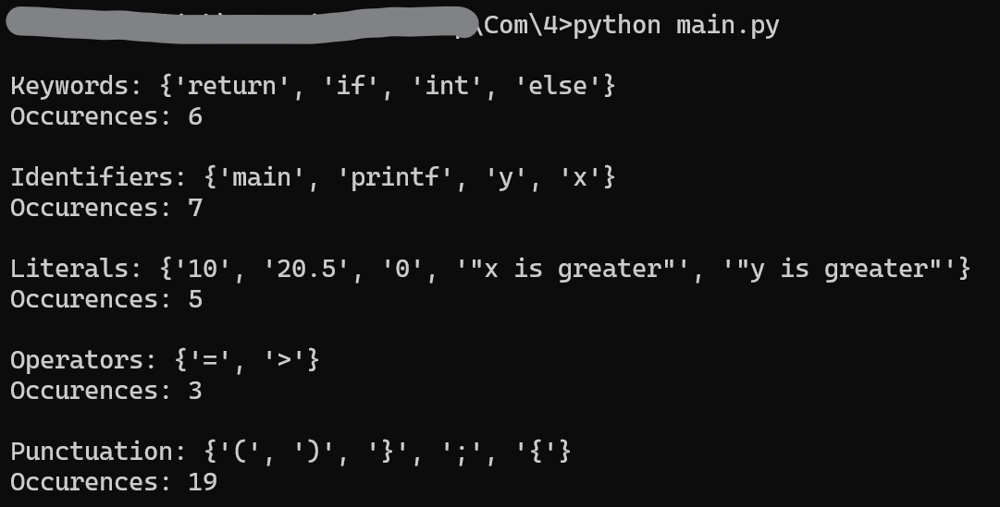 \Com\4>python main.py
Keywords: {'return', 'if', 'int', 'else'}
Occurences: 6
Identifiers: {'main', 'printf', 'y', 'x'}
Occurences: 7
Literals: {'10', '20.5', '0', '"x is greater"', '"y is greater"'}
Occurences: 5
Operators: {'=', '>'}
Occurences: 3
Punctuation: {'(', ')', '}', ';', '{'}
Occurences: 19